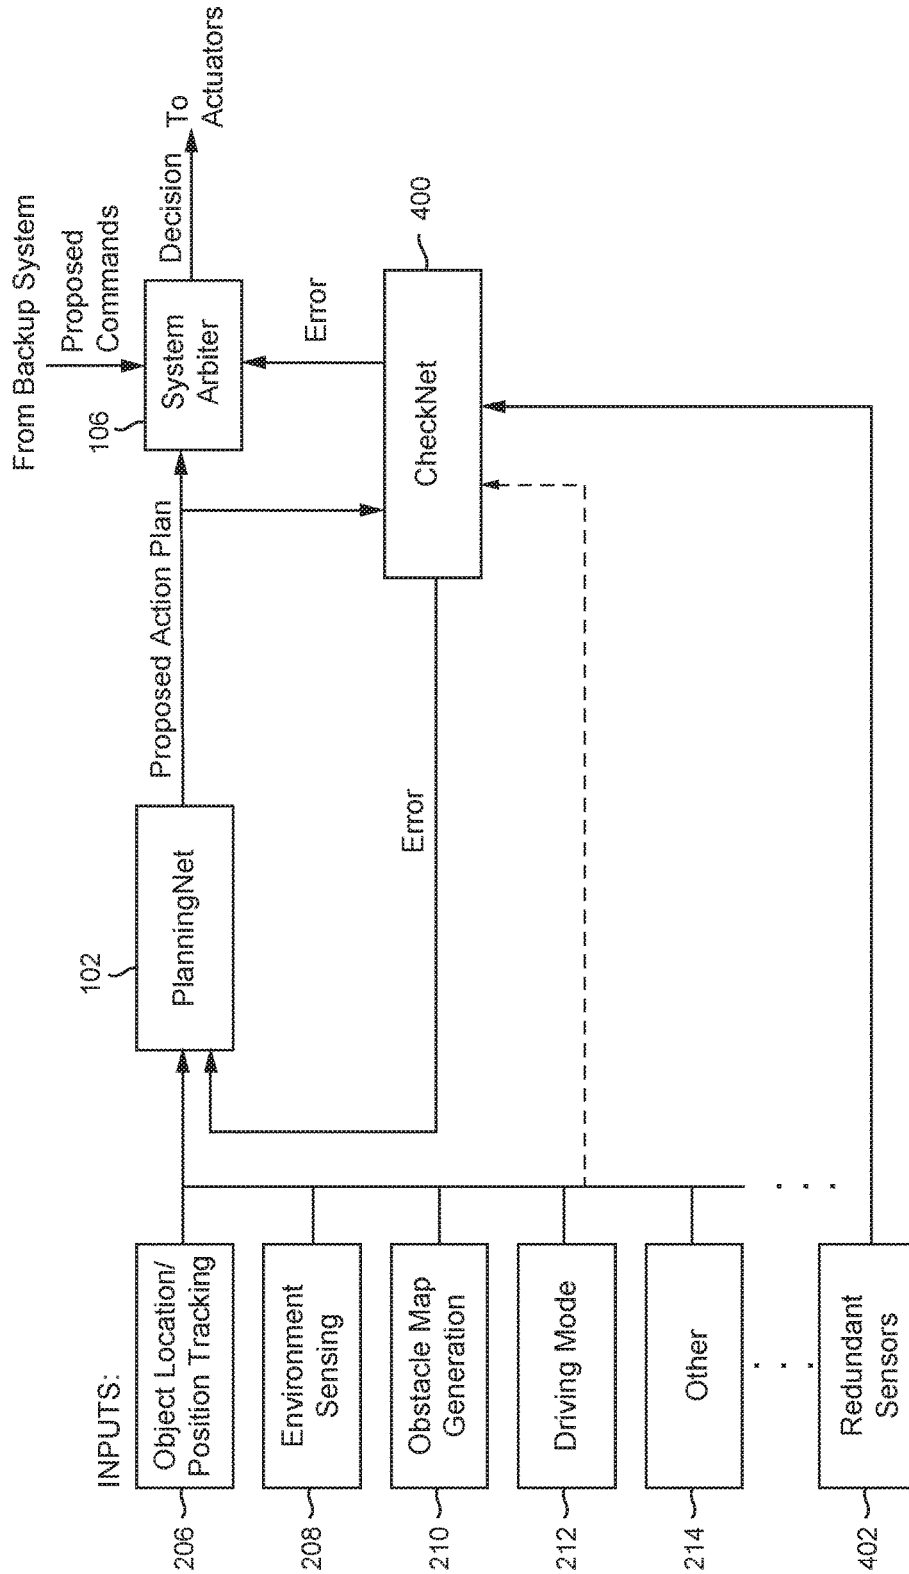 From Backup System
Proposed
Commands
106
System
Arbiter
Decision
To
Actuators
Proposed Action Plan
102
PlanningNet
Error
CheckNet
400
Error
INPUTS:
206
Object Location/
Position Tracking
208
Environment
Sensing
210
Obstacle Map
Generation
212
Driving Mode
214
Other
. . .
. . .
402
Redundant
Sensors